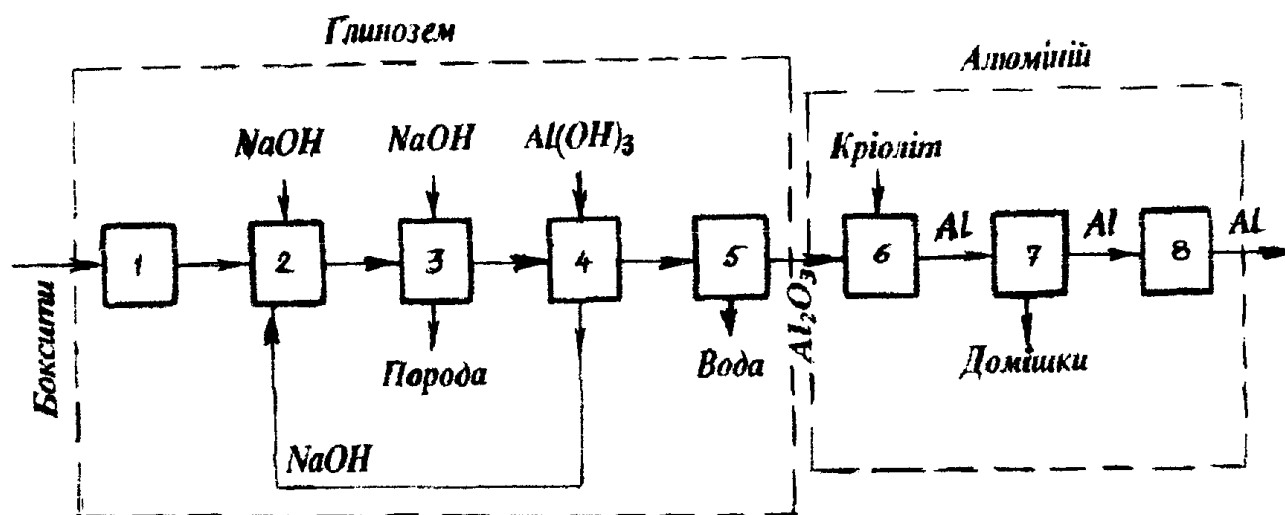 Глинозем
Алюміній
NaOH
NaOH
Al(OH)₃
Кріоліт
1
2
3
4
5
6
Al
7
Al
8
Al
Боксити
Порода
Вода
Al₂O₃
Домішки
NaOH